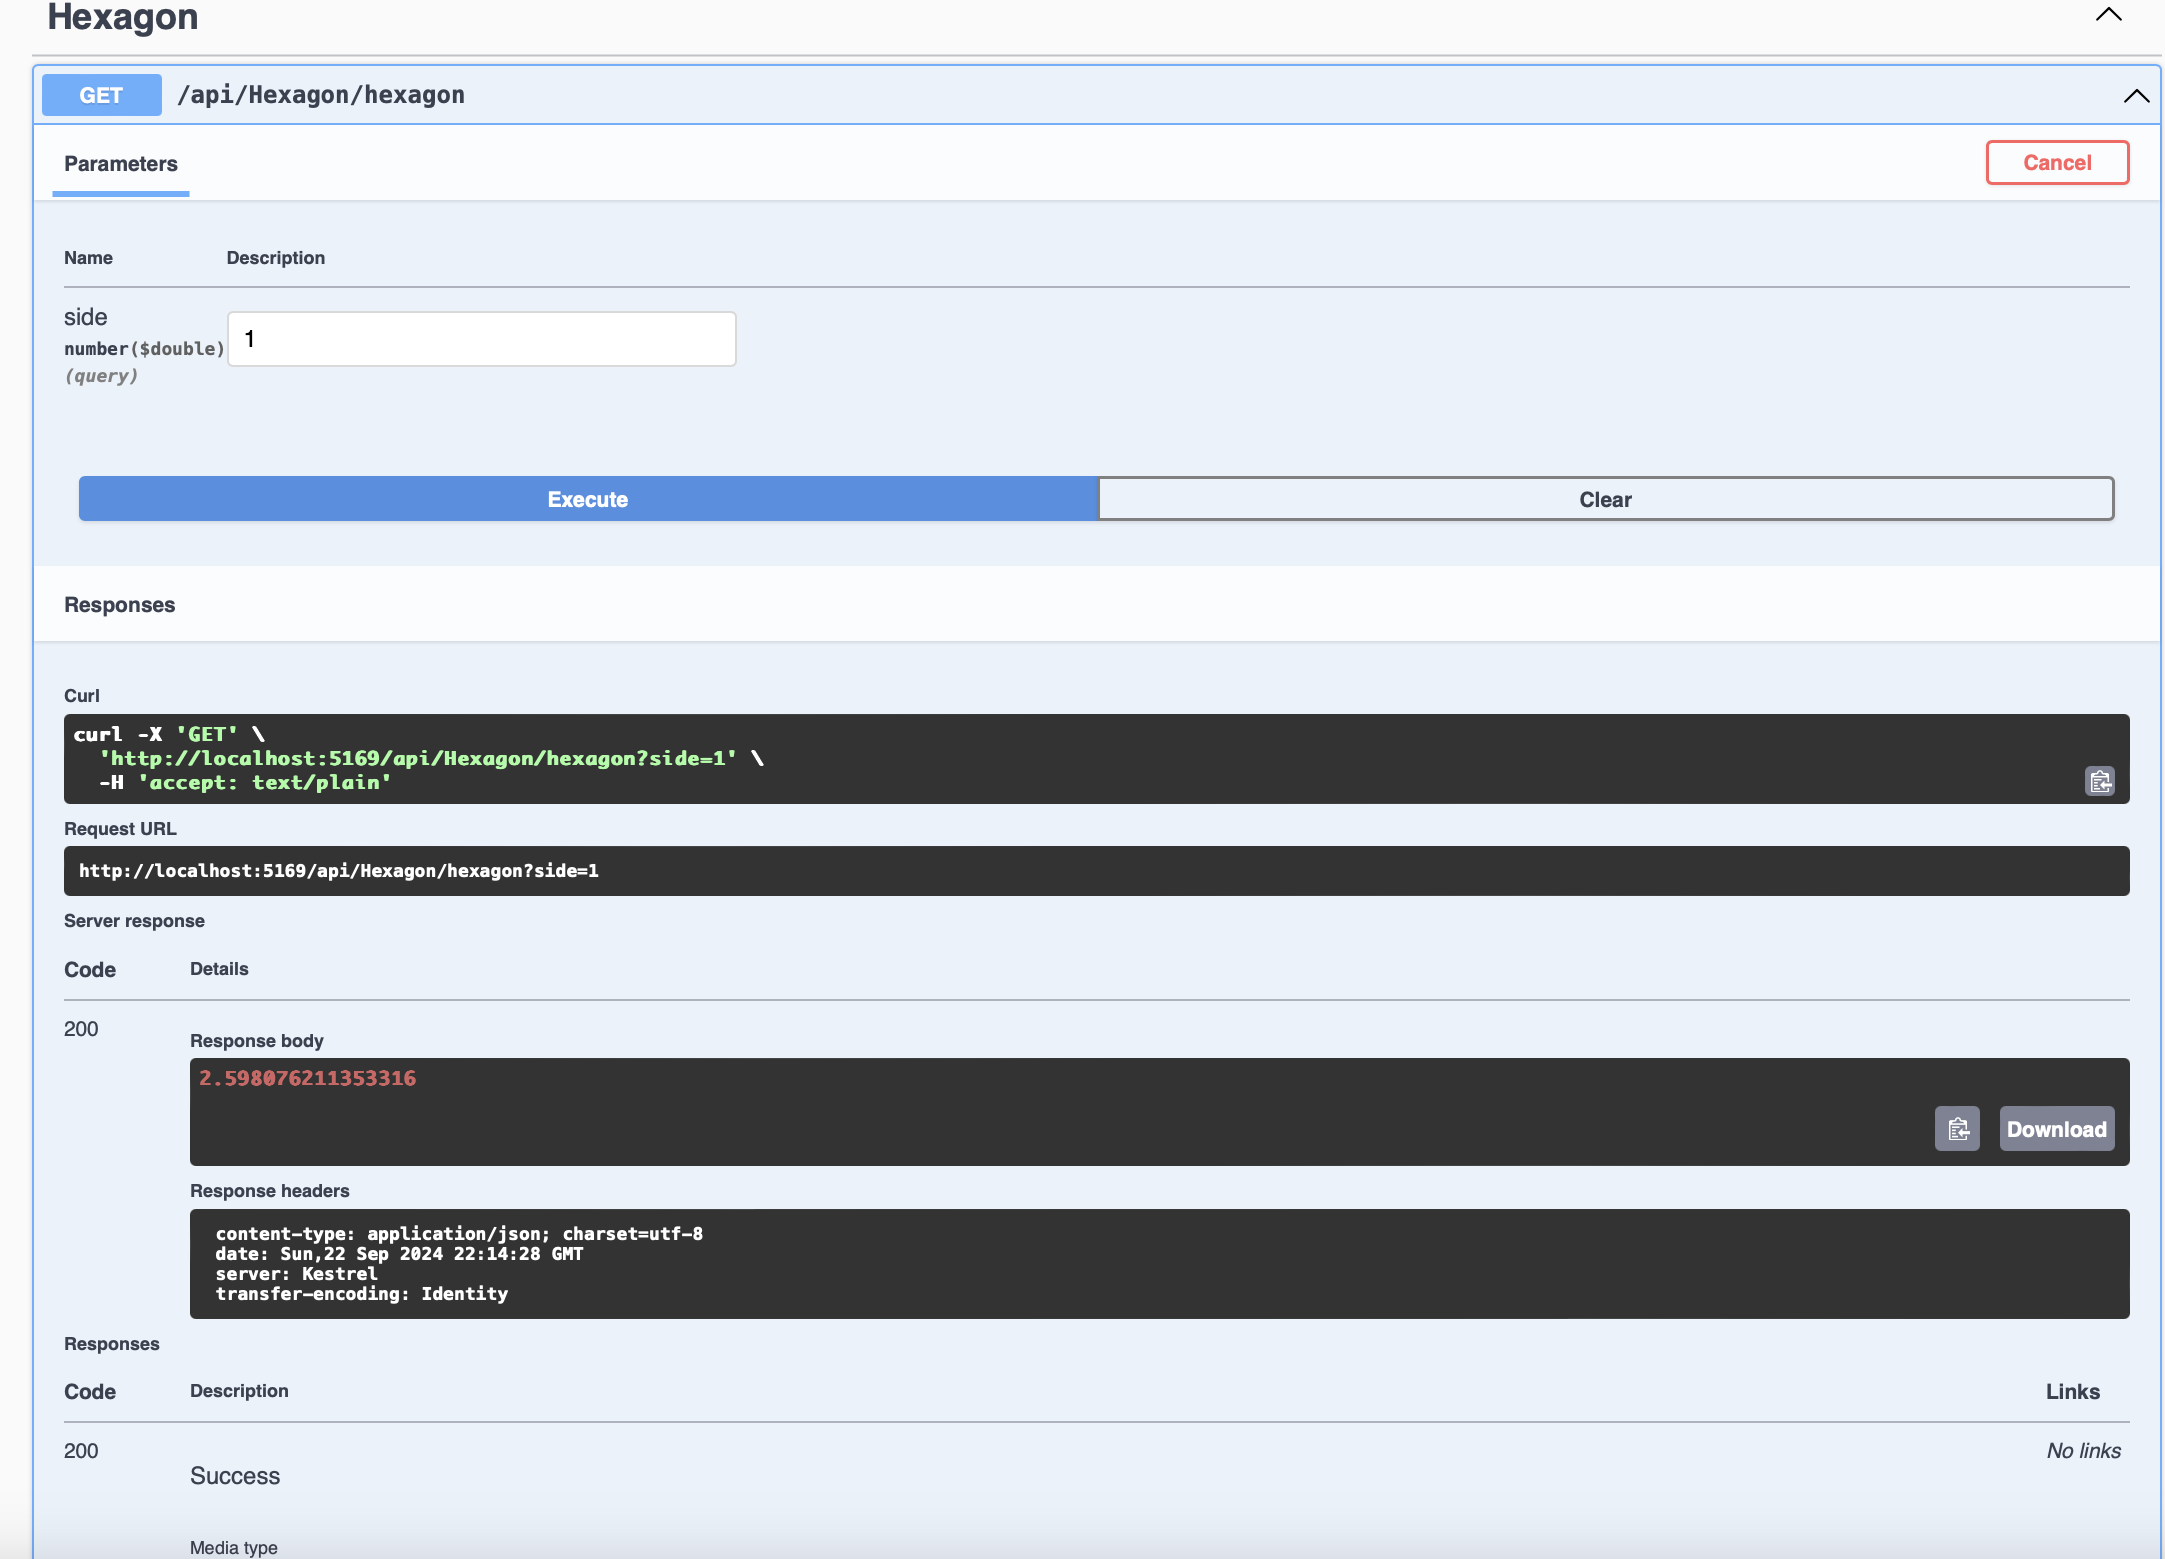 Hexagon
GET /api/Hexagon/hexagon
Parameters
Cancel
Name Description
side
number($double)
(query)
1
Execute Clear
Responses
Curl
curl -X 'GET' \
'http://localhost:5169/api/Hexagon/hexagon?side=1' \
-H 'accept: text/plain'
Request URL
http://localhost:5169/api/Hexagon/hexagon?side=1
Server response
Code Details
200
Response body
2.598076211353316
Download
Response headers
content-type: application/json; charset=utf-8
date: Sun,22 Sep 2024 22:14:28 GMT
server: Kestrel
transfer-encoding: Identity
Responses
Code Description Links
200 No links
Success
Media type